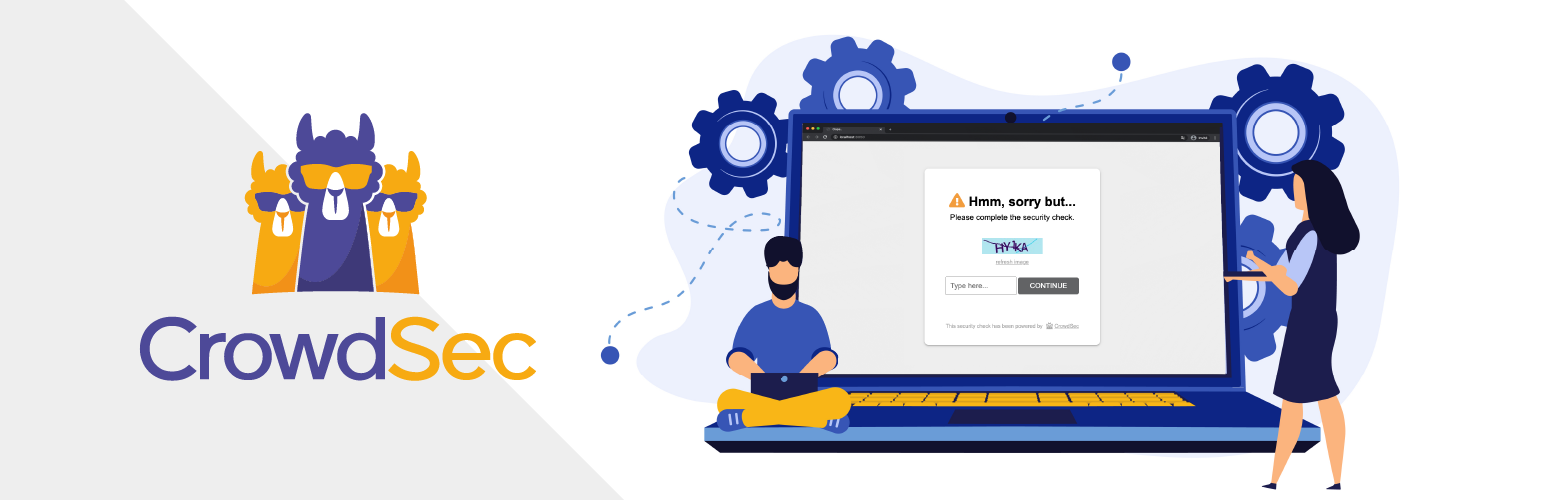 CrowdSec
Hmm, sorry but...
Please complete the security check.
refresh image
Type here...
CONTINUE
This security check has been powered by CrowdSec